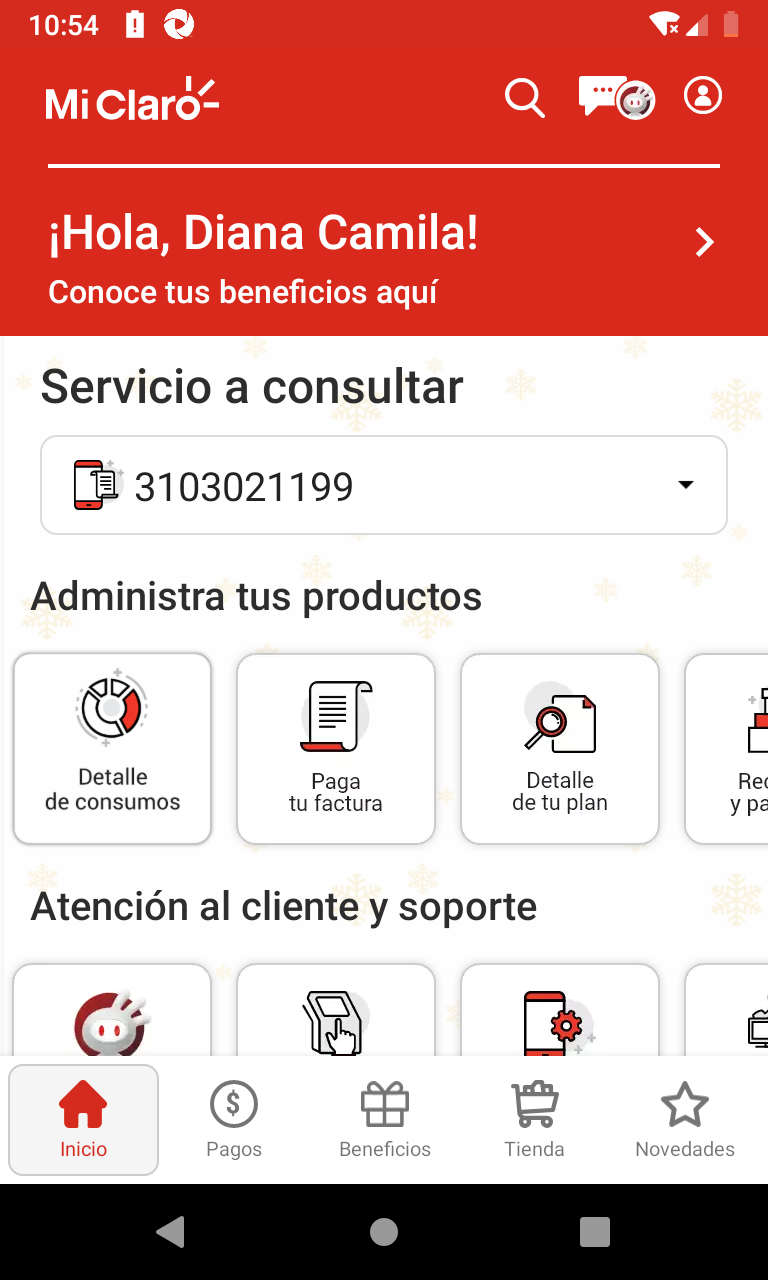 10:54
Mi Claro
¡Hola, Diana Camila!
Conoce tus beneficios aquí
Servicio a consultar
3103021199
Administra tus productos
Detalle
de consumos
Paga
tu factura
Detalle
de tu plan
Rec
y pa
Atención al cliente y soporte
Inicio
Pagos
Beneficios
Tienda
Novedades